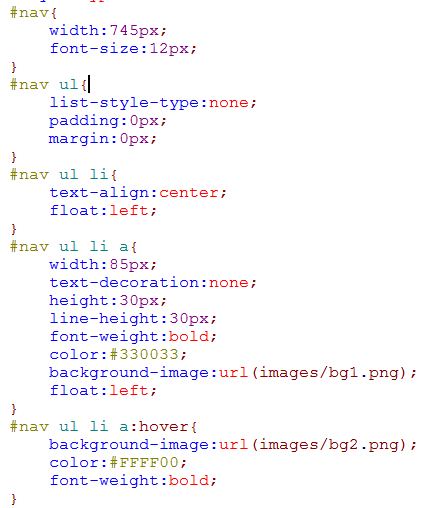 #nav{
width:745px;
font-size:12px;
}
#nav ul{
list-style-type:none;
padding:0px;
margin:0px;
}
#nav ul li{
text-align:center;
float:left;
}
#nav ul li a{
width:85px;
text-decoration:none;
height:30px;
line-height:30px;
font-weight:bold;
color:#330033;
background-image:url(images/bg1.png);
float:left;
}
#nav ul li a:hover{
background-image:url(images/bg2.png);
color:#FFFF00;
font-weight:bold;
}